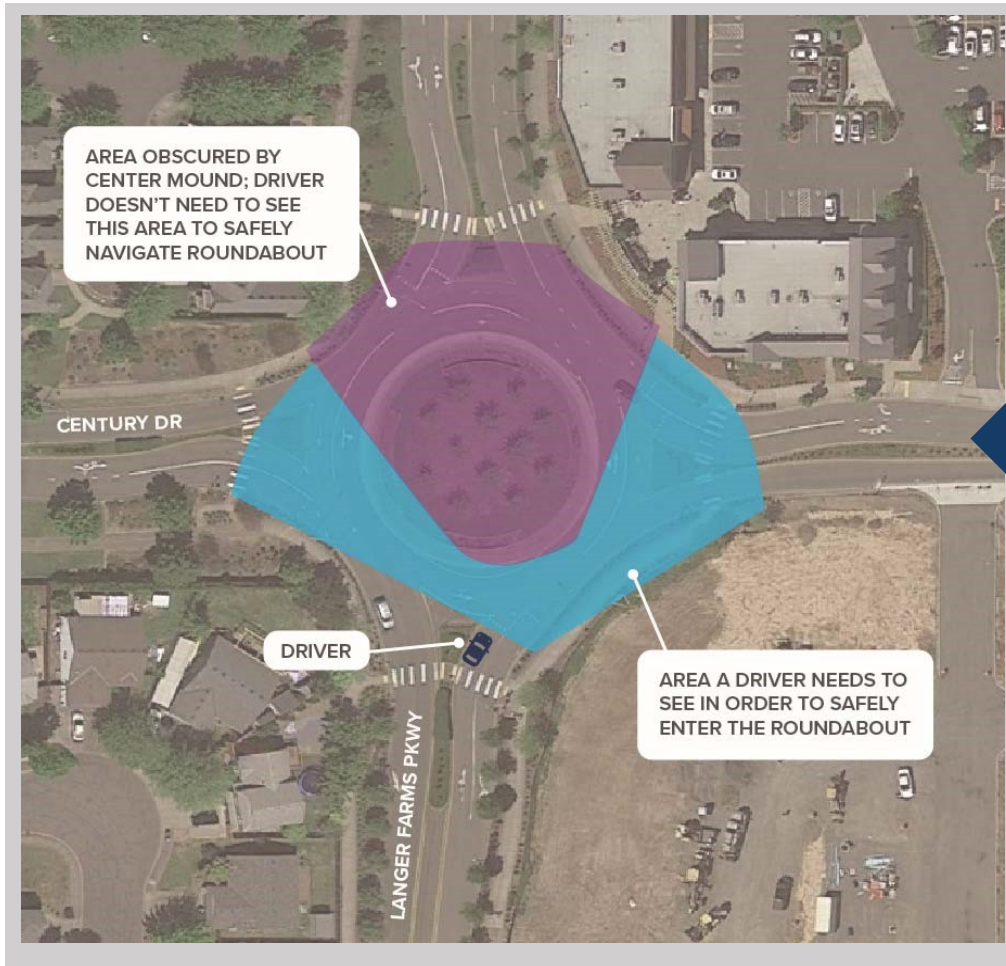 AREA OBSCURED BY
CENTER MOUND; DRIVER
DOESN'T NEED TO SEE
THIS AREA TO SAFELY
NAVIGATE ROUNDABOUT
CENTURY DR
DRIVER
AREA A DRIVER NEEDS TO
SEE IN ORDER TO SAFELY
ENTER THE ROUNDABOUT
LANGER FARMS PKWY